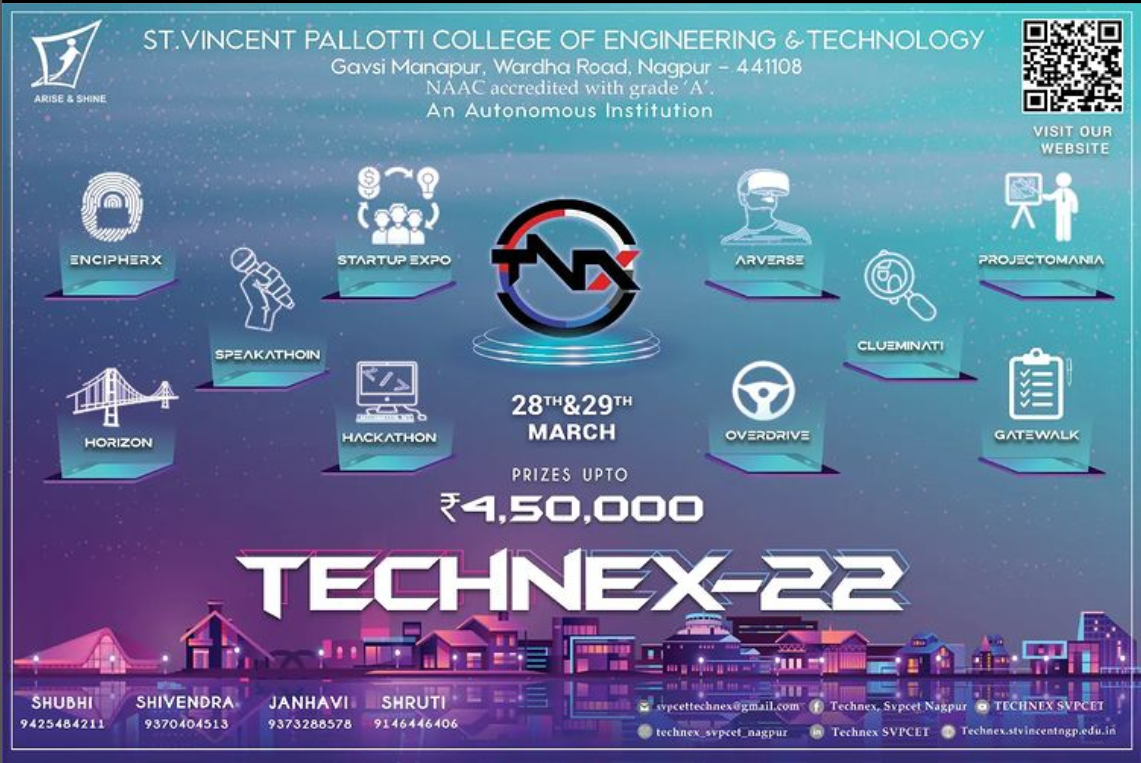 ST.VINCENT PALLOTTI COLLEGE OF ENGINEERING & TECHNOLOGY
Gavsi Manapur, Wardha Road, Nagpur – 441108
NAAC accredited with grade 'A'.
An Autonomous Institution
ARISE & SHINE
VISIT OUR
WEBSITE
ENCIPHERX
STARTUP EXPO
TNX
ARVERSE
PROJECTOMANIA
SPEAKATHOIN
CLUEMINATI
HORIZON
HACKATHON
OVERDRIVE
GATEWALK
28TH&29TH
MARCH
PRIZES UPTO
₹4,50,000
TECHNEX-22
SHUBHI
9425484211
SHIVENDRA
9370404513
JANHAVI
9373288578
SHRUTI
9146446406
svpcettechnex@gmail.com
Technex, Svpcet Nagpur
TECHNEX SVPCET
technex_svpcet_nagpur
Technex SVPCET
Technex.stvincentngp.edu.in